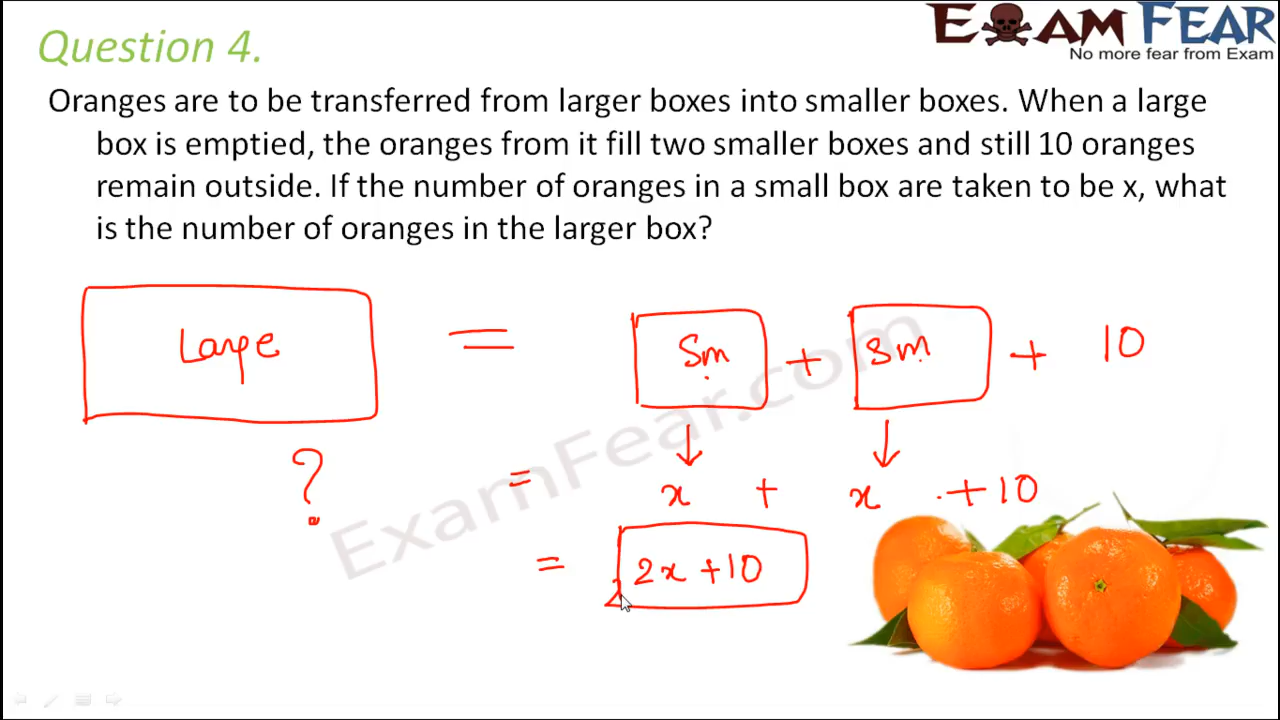 Question 4.
EXAM FEAR
No more fear from Exam
Oranges are to be transferred from larger boxes into smaller boxes. When a large
box is emptied, the oranges from it fill two smaller boxes and still 10 oranges
remain outside. If the number of oranges in a small box are taken to be x, what
is the number of oranges in the larger box?
Large = Sm + Sm + 10
? = x + x + 10
= 2x + 10
ExamFear.com